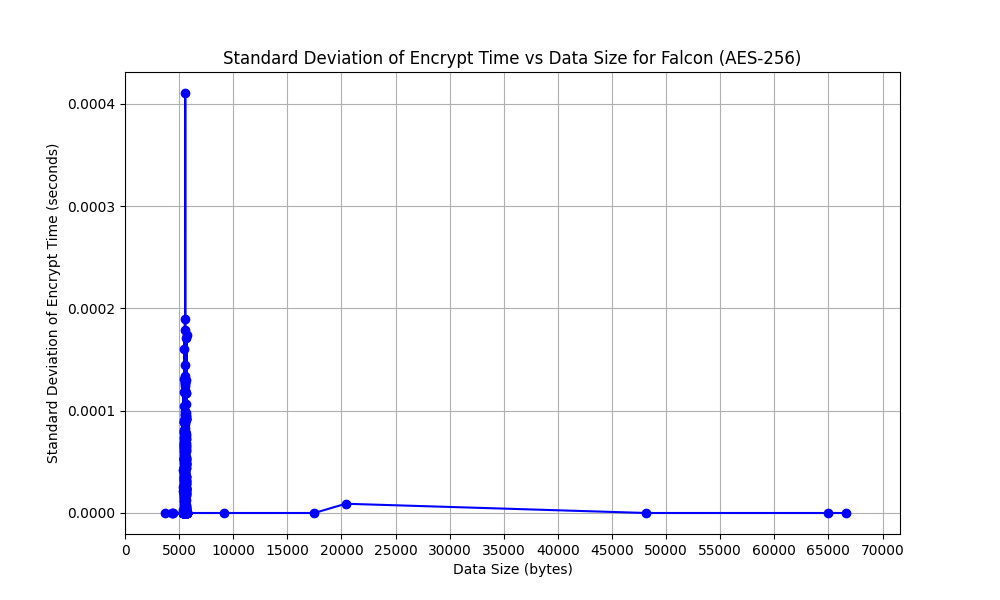 Standard Deviation of Encrypt Time vs Data Size for Falcon (AES-256)
Standard Deviation of Encrypt Time (seconds)
0.0004
0.0003
0.0002
0.0001
0.0000
0 5000 10000 15000 20000 25000 30000 35000 40000 45000 50000 55000 60000 65000 70000
Data Size (bytes)